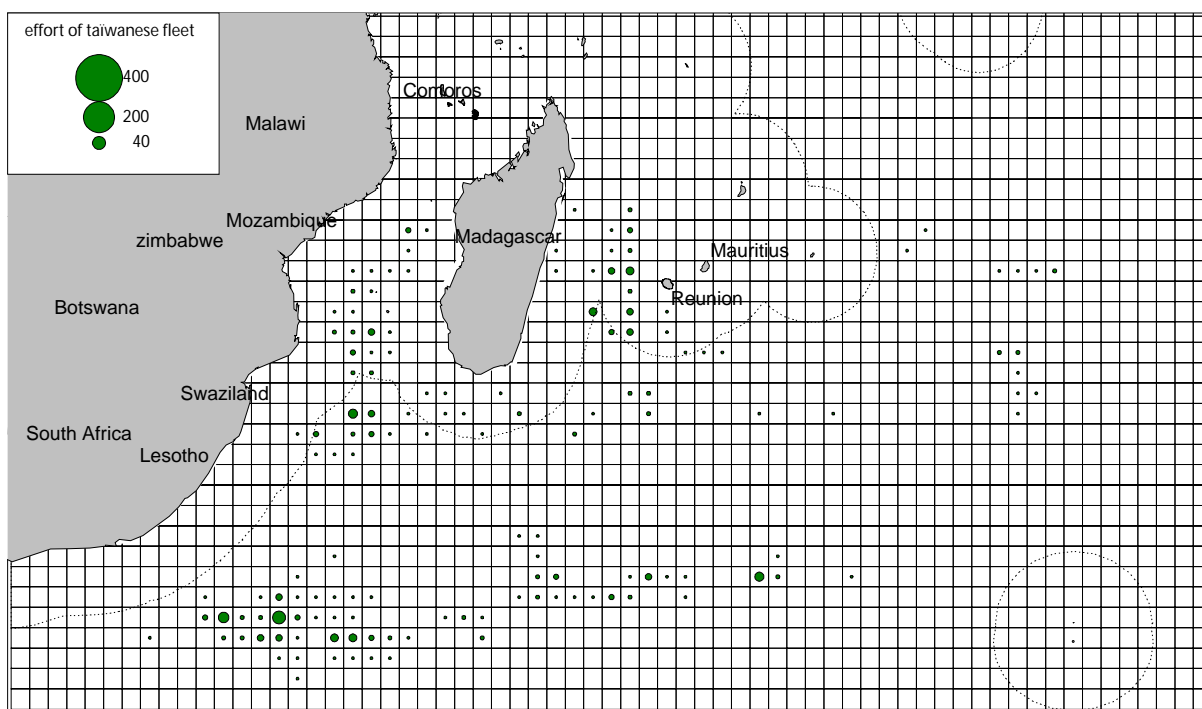 effort of taïwanese fleet
400
200
40
Comoros
Malawi
Mozambique
zimbabwe
Madagascar
Mauritius
Reunion
Botswana
Swaziland
South Africa
Lesotho